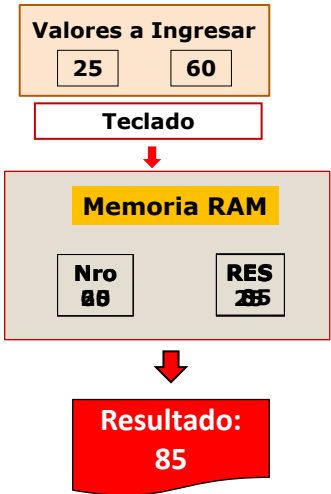 Valores a Ingresar
25 60
Teclado
Memoria RAM
Nro RES
Resultado:
85